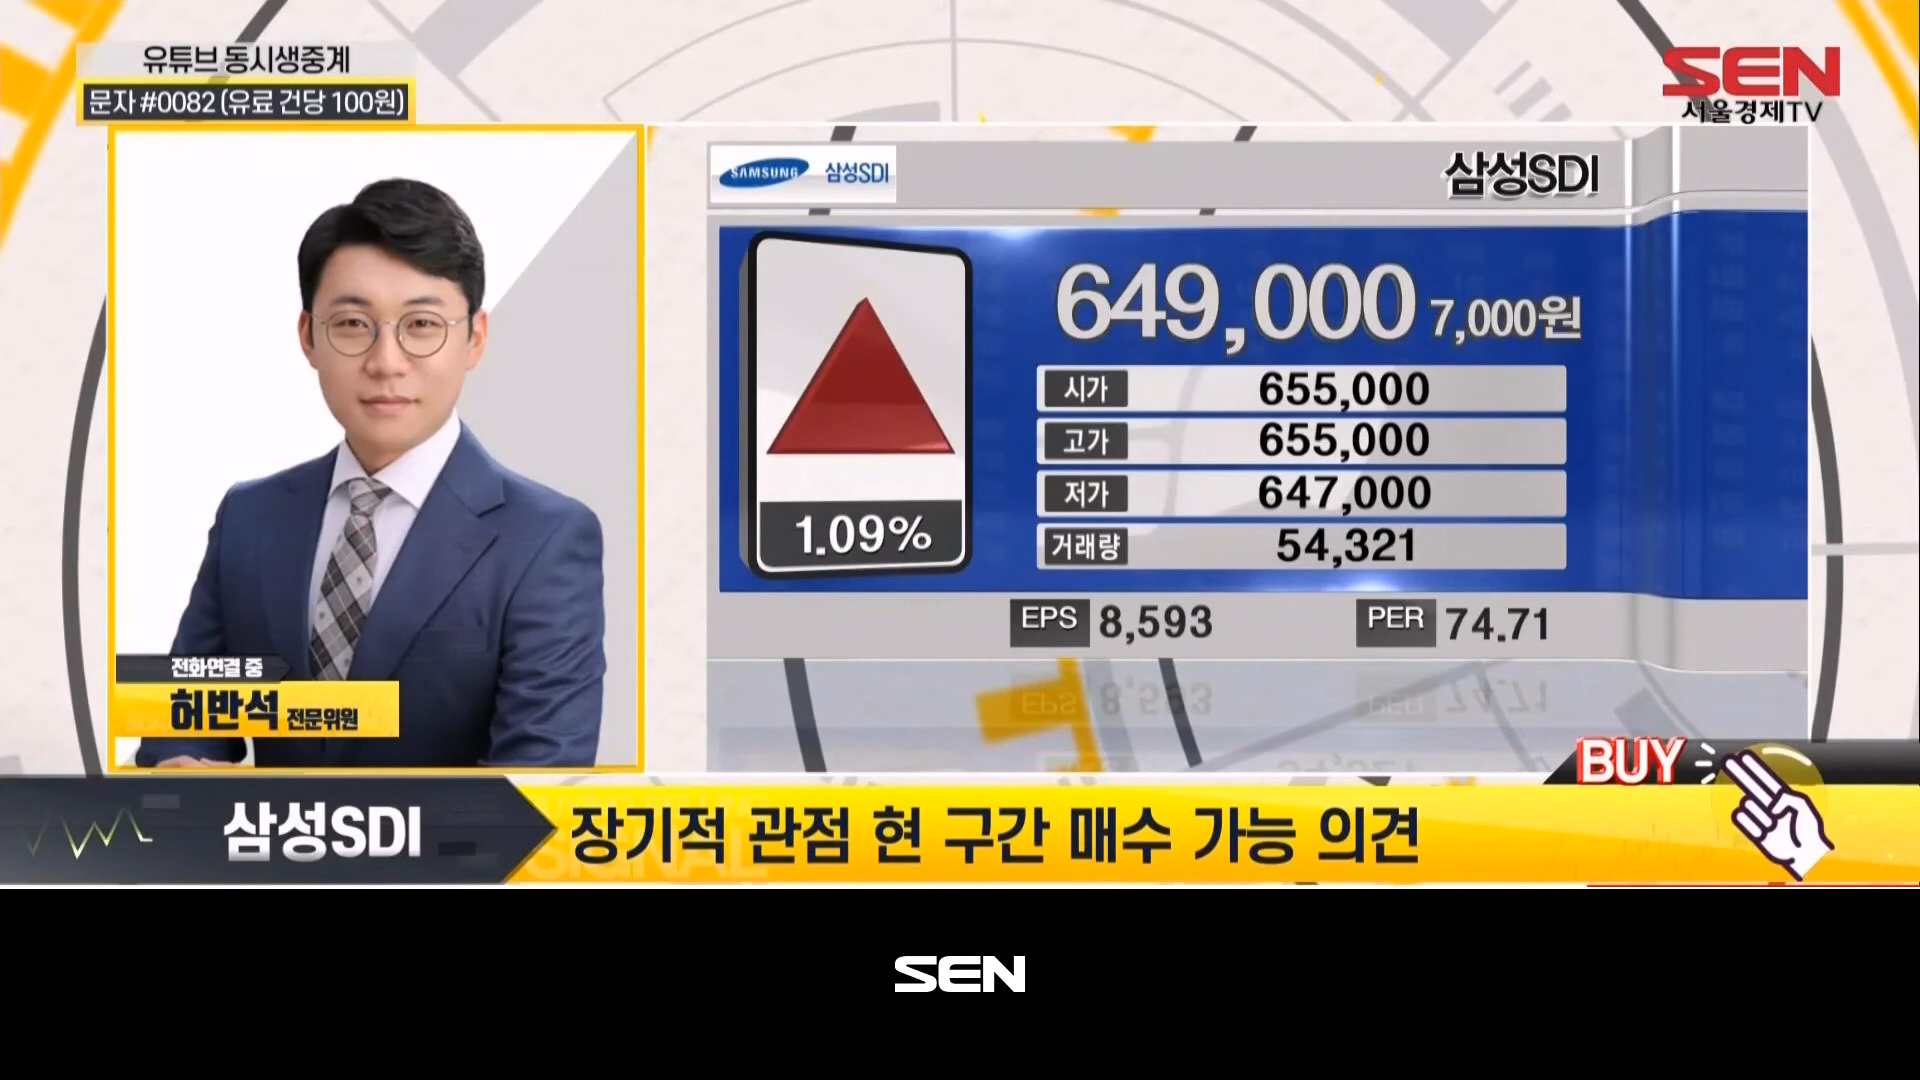 유튜브 동시생중계
문자 #0082 (유료 건당 100원)
SEN
서울경제TV
SAMSUNG 삼성SDI
삼성SDI
649,000 7,000원
시가 655,000
고가 655,000
저가 647,000
거래량 54,321
1.09%
EPS 8,593
PER 74.71
전화연결 중
허반석 전문위원
BUY
삼성SDI
장기적 관점 현 구간 매수 가능 의견
SIGNAL
SEN